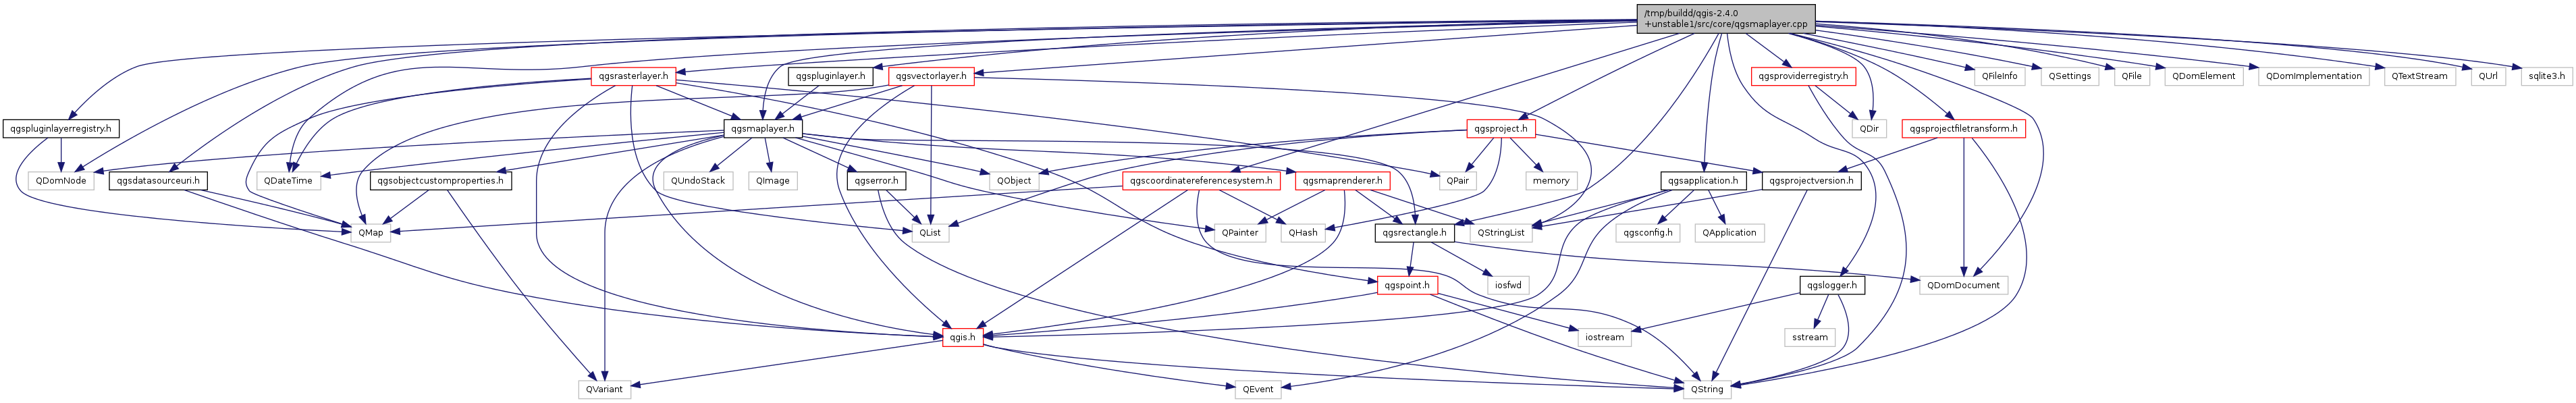 /tmp/buildd/qgis-2.4.0
+unstable1/src/core/qgsmaplayer.cpp
qgsrasterlayer.h
qgspluginlayer.h
qgsvectorlayer.h
qgsproviderregistry.h
QFileInfo
QSettings
QFile
QDomElement
QDomImplementation
QTextStream
QUrl
sqlite3.h
qgspluginlayerregistry.h
qgsmaplayer.h
qgsproject.h
QDir
qgsprojectfiletransform.h
QDomNode
qgsdatasourceuri.h
QDateTime
qgsobjectcustomproperties.h
QUndoStack
QImage
qgserror.h
QObject
qgscoordinatereferencesystem.h
qgsmaprenderer.h
QPair
memory
qgsapplication.h
qgsprojectversion.h
QMap
QList
QPainter
QHash
qgsrectangle.h
QStringList
qgsconfig.h
QApplication
qgspoint.h
iosfwd
qgslogger.h
QDomDocument
qgis.h
iostream
sstream
QVariant
QEvent
QString